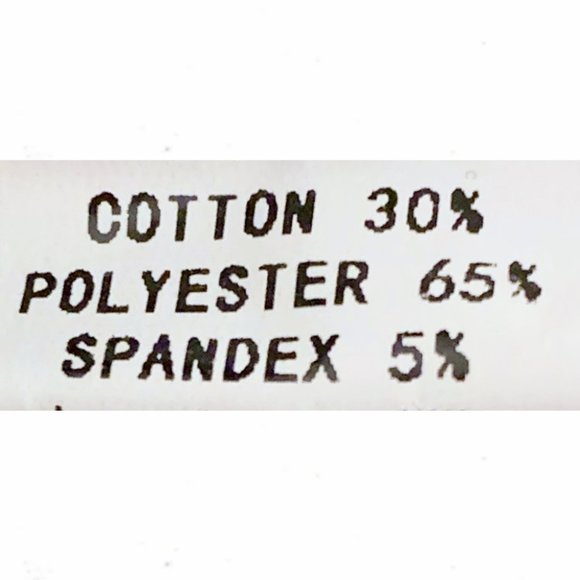 COTTON 30%
POLYESTER 65%
SPANDEX 5%